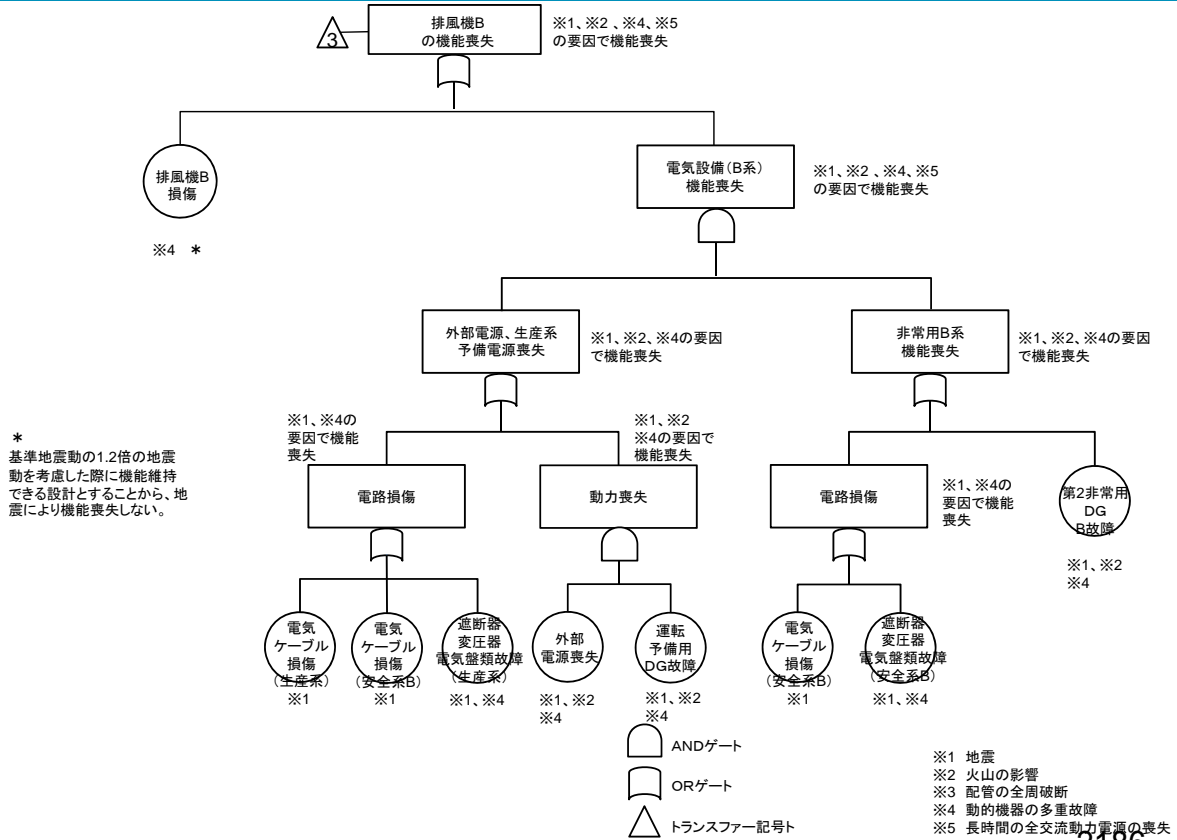 3
排風機B
の機能喪失
※1、※2 、※4、※5
の要因で機能喪失
排風機B
損傷
※4 *
電気設備（B系）
機能喪失
※1、※2 、※4、※5
の要因で機能喪失
外部電源、生産系
予備電源喪失
※1、※2、※4の要因
で機能喪失
非常用B系
機能喪失
※1、※2、※4の要因
で機能喪失
*
基準地震動の1.2倍の地震
動を考慮した際に機能維持
できる設計とすることから、地
震により機能喪失しない。
※1、※4の
要因で機能
喪失
電路損傷
※1、※2
※4の要因で
機能喪失
動力喪失
電路損傷
※1、※4の
要因で機能
喪失
第2非常用
DG
B故障
※1、※2
※4
電気
ケーブル
損傷
（生産系）
※1
電気
ケーブル
損傷
（安全系B）
※1
遮断器
変圧器
電気盤類故障
（生産系）
※1、※4
外部
電源喪失
※1、※2
※4
運転
予備用
DG故障
※1、※2
※4
電気
ケーブル
損傷
（安全系B）
※1
遮断器
変圧器
電気盤類故障
（安全系B）
※1、※4
ANDゲート
ORゲート
トランスファー記号ト
※1 地震
※2 火山の影響
※3 配管の全周破断
※4 動的機器の多重故障
※5 長時間の全交流動力電源の喪失